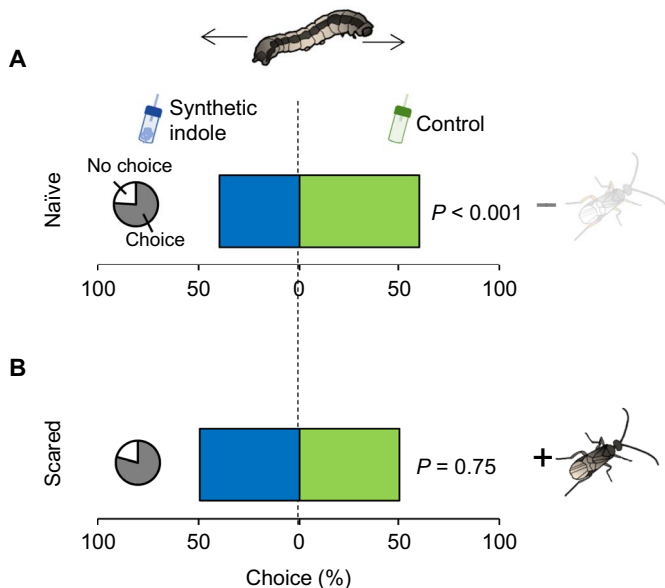 A
Synthetic
indole
Control
No choice
Choice
Naïve
P < 0.001
–
100 50 0 50 100
B
Scared
P = 0.75
+
100 50 0 50 100
Choice (%)